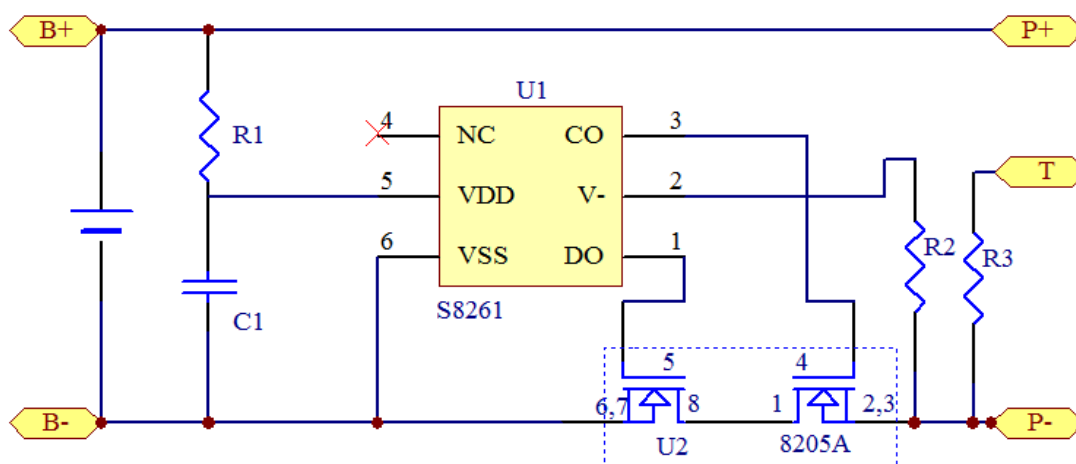 B+
P+
U1
R1
4
NC
CO
3
T
5
VDD
V-
2
R2
R3
6
VSS
DO
1
S8261
C1
5
4
B-
6,7
8
1
2,3
P-
U2
8205A